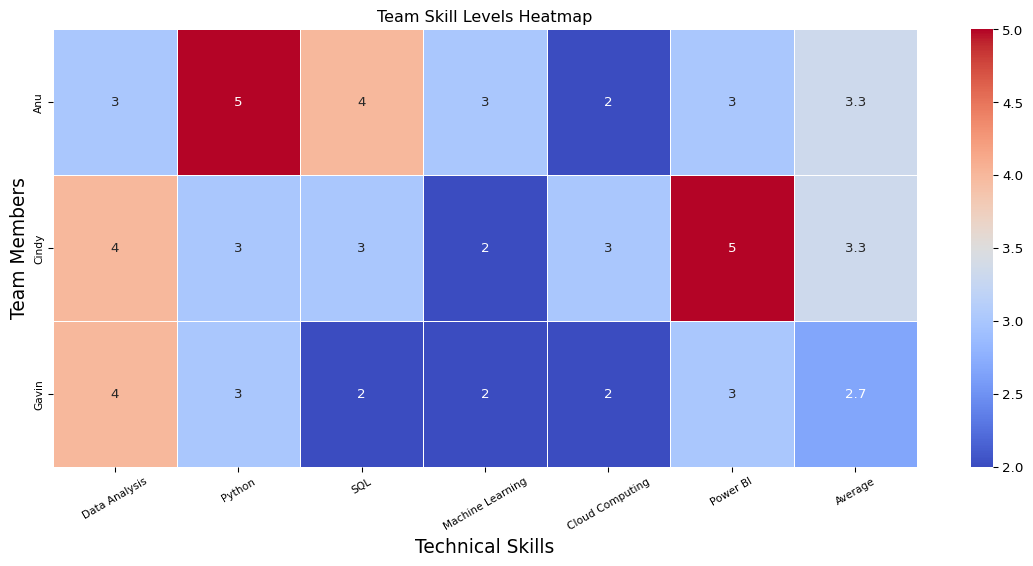 Team Skill Levels Heatmap
Team Members
Anu 3 5 4 3 2 3 3.3
Cindy 4 3 3 2 3 5 3.3
Gavin 4 3 2 2 2 3 2.7
Data Analysis Python SQL Machine Learning Cloud Computing Power BI Average
Technical Skills
5.0
4.5
4.0
3.5
3.0
2.5
2.0